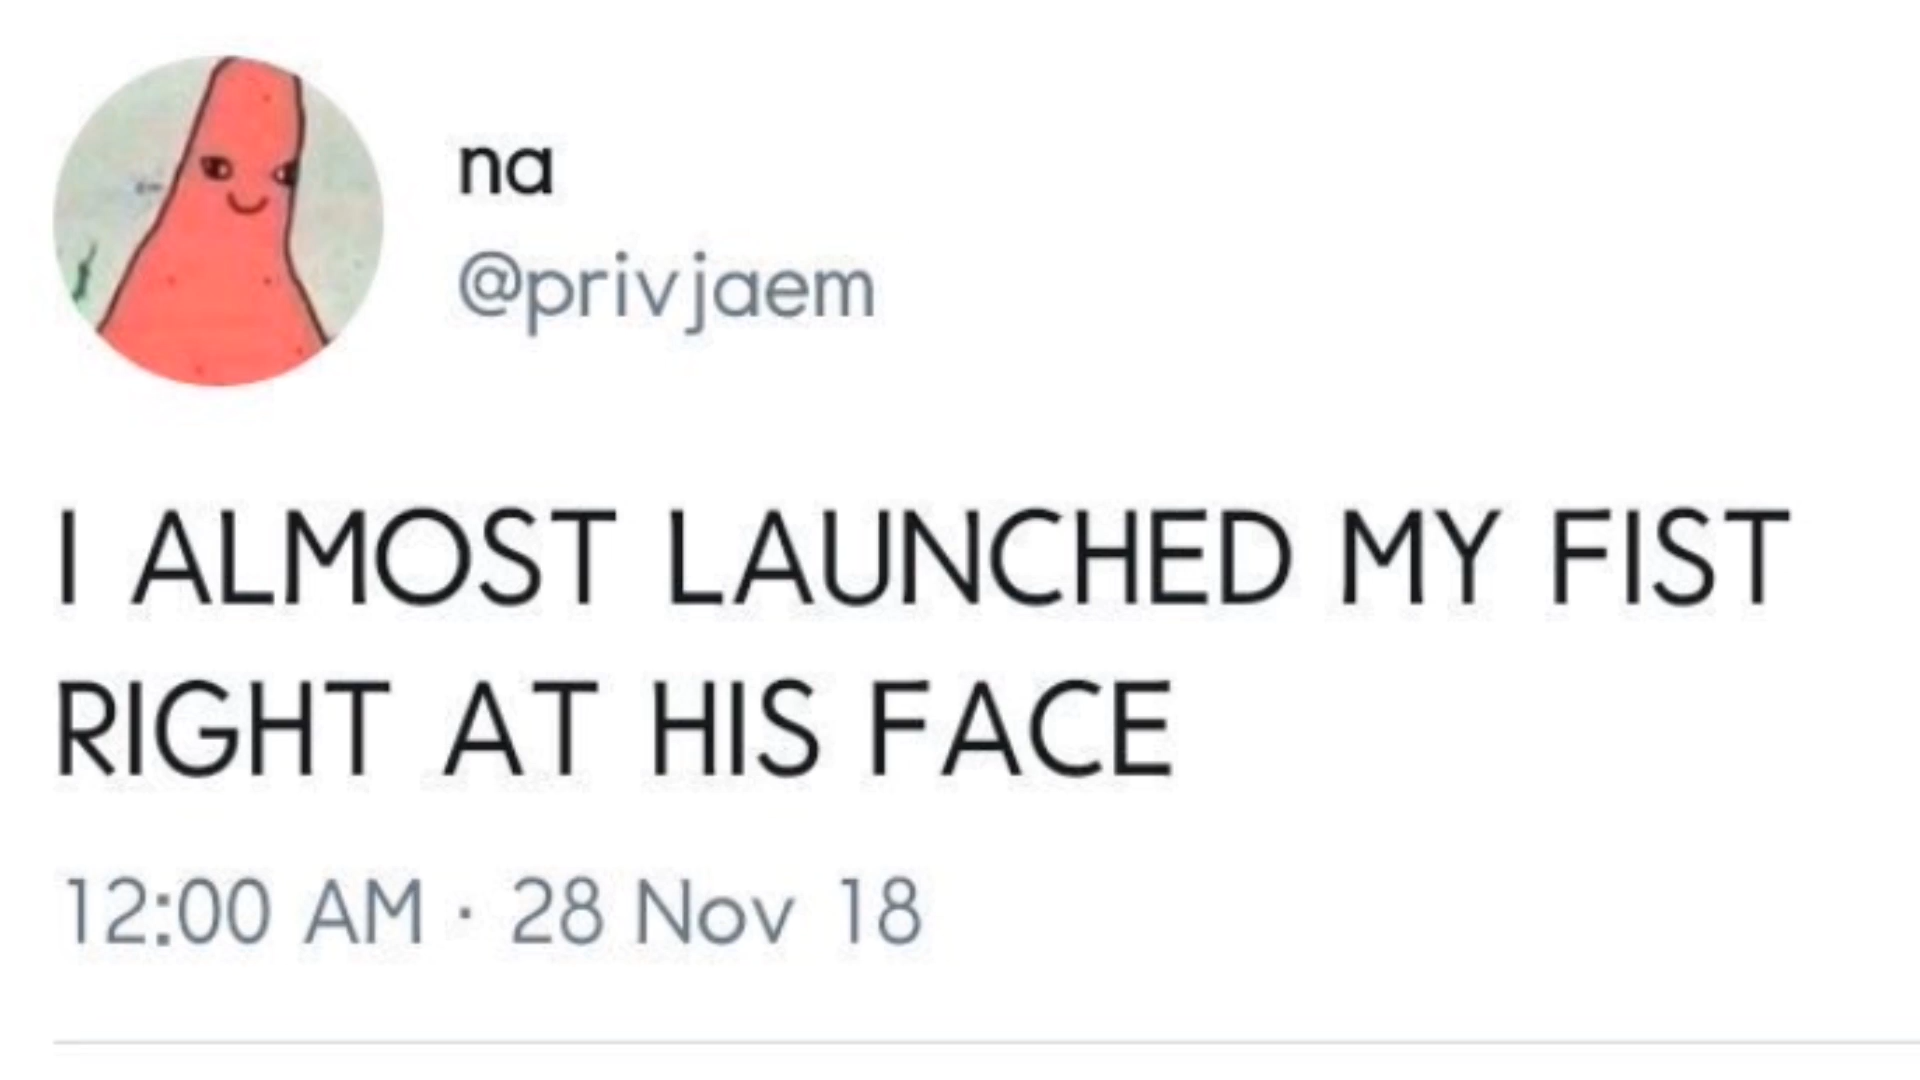 na
@privjaem
I ALMOST LAUNCHED MY FIST
RIGHT AT HIS FACE
12:00 AM · 28 Nov 18